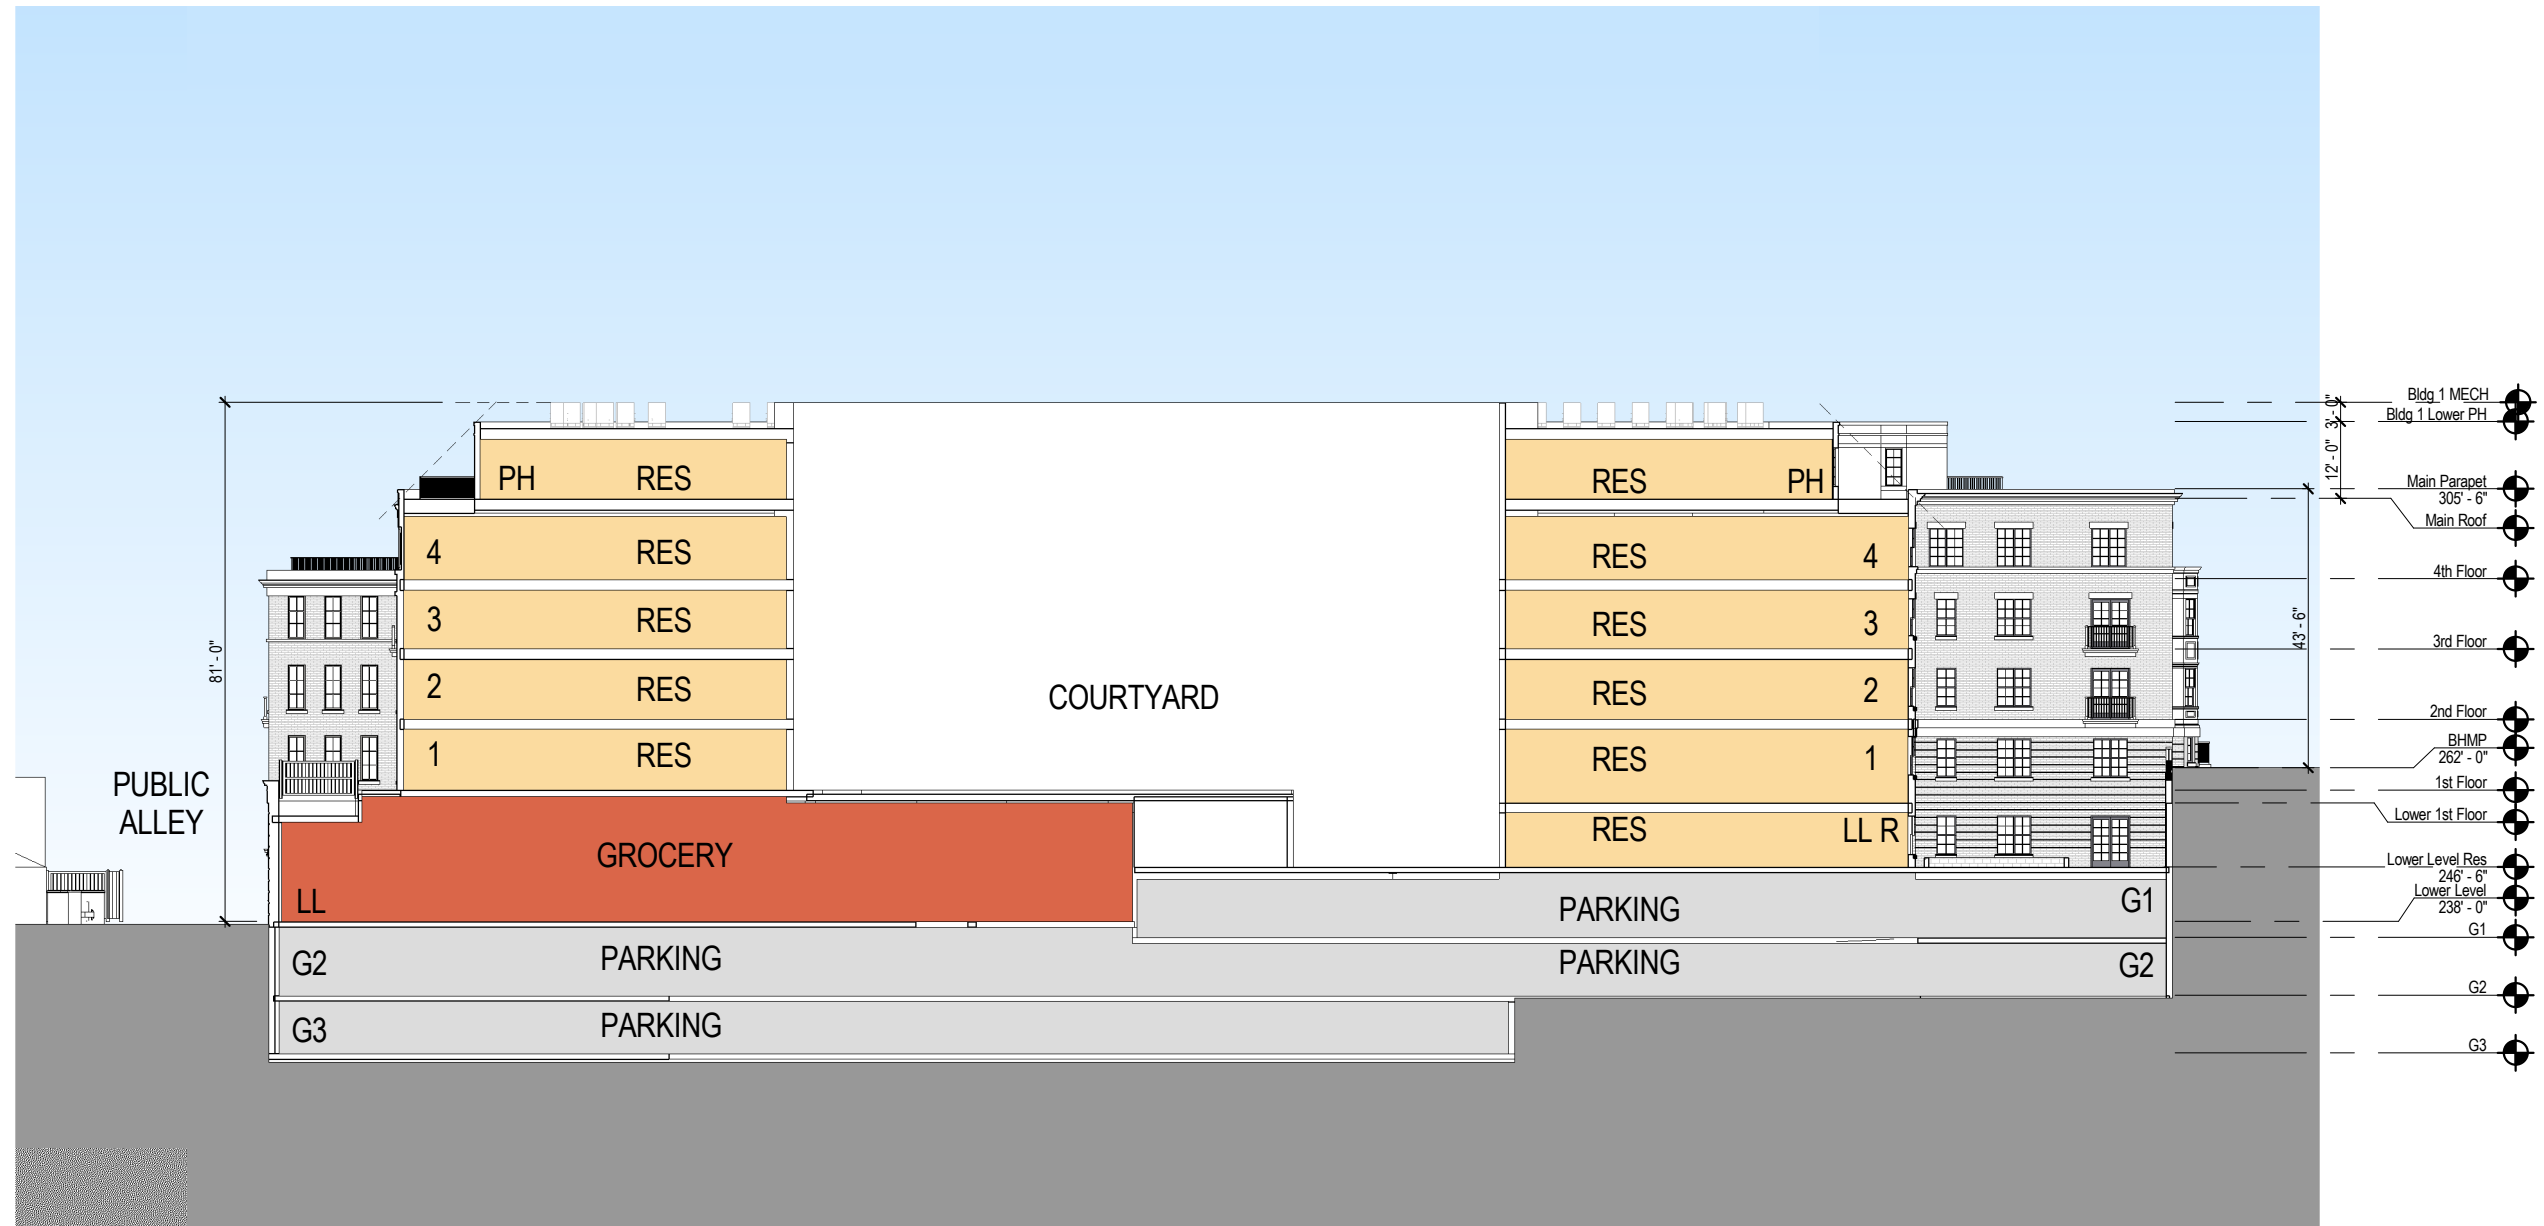 Bldg 1 MECH
3' - 0"
Bldg 1 Lower PH
12' - 0"
PH RES
RES PH
Main Parapet
305' - 6"
Main Roof
4 RES
RES 4
4th Floor
3 RES
RES 3
43' - 6"
3rd Floor
81' - 0"
2 RES
COURTYARD
RES 2
2nd Floor
1 RES
RES 1
BHMP
262' - 0"
PUBLIC
ALLEY
1st Floor
Lower 1st Floor
GROCERY
RES LL R
Lower Level Res
246' - 6"
LL
Lower Level
238' - 0"
PARKING G1
G1
G2 PARKING
PARKING G2
G2
G3 PARKING
G3